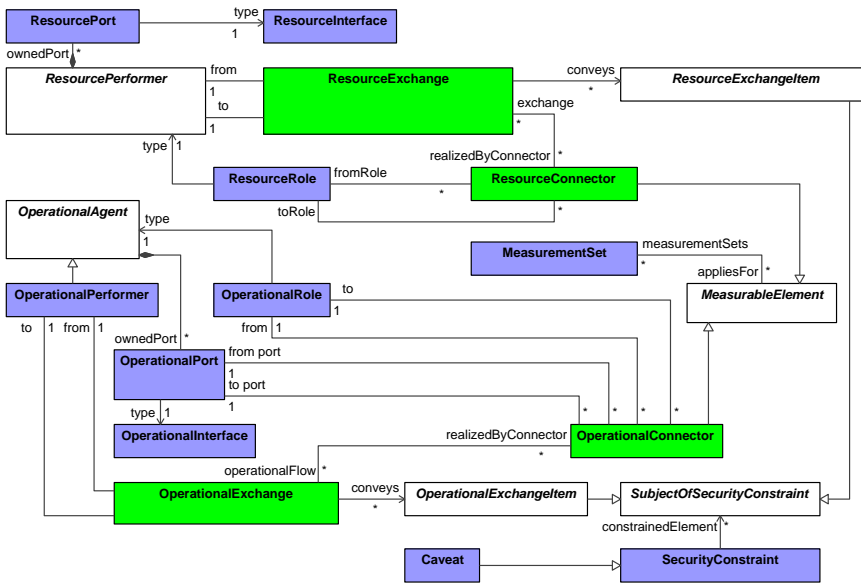 ResourcePort
type
1
ResourceInterface
ownedPort
*
ResourcePerformer
from
1
to
1
ResourceExchange
conveys
*
ResourceExchangeItem
exchange
*
type
1
realizedByConnector
*
ResourceRole
fromRole
*
ResourceConnector
toRole
*
OperationalAgent
type
1
MeasurementSet
measurementSets
*
appliesFor
*
OperationalPerformer
OperationalRole
to
1
MeasurableElement
to
1
from
1
from
1
ownedPort
*
OperationalPort
from port
1
to port
1
type
1
*
*
*
*
OperationalInterface
realizedByConnector
*
OperationalConnector
operationalFlow
*
OperationalExchange
conveys
*
OperationalExchangeItem
SubjectOfSecurityConstraint
constrainedElement
*
Caveat
SecurityConstraint